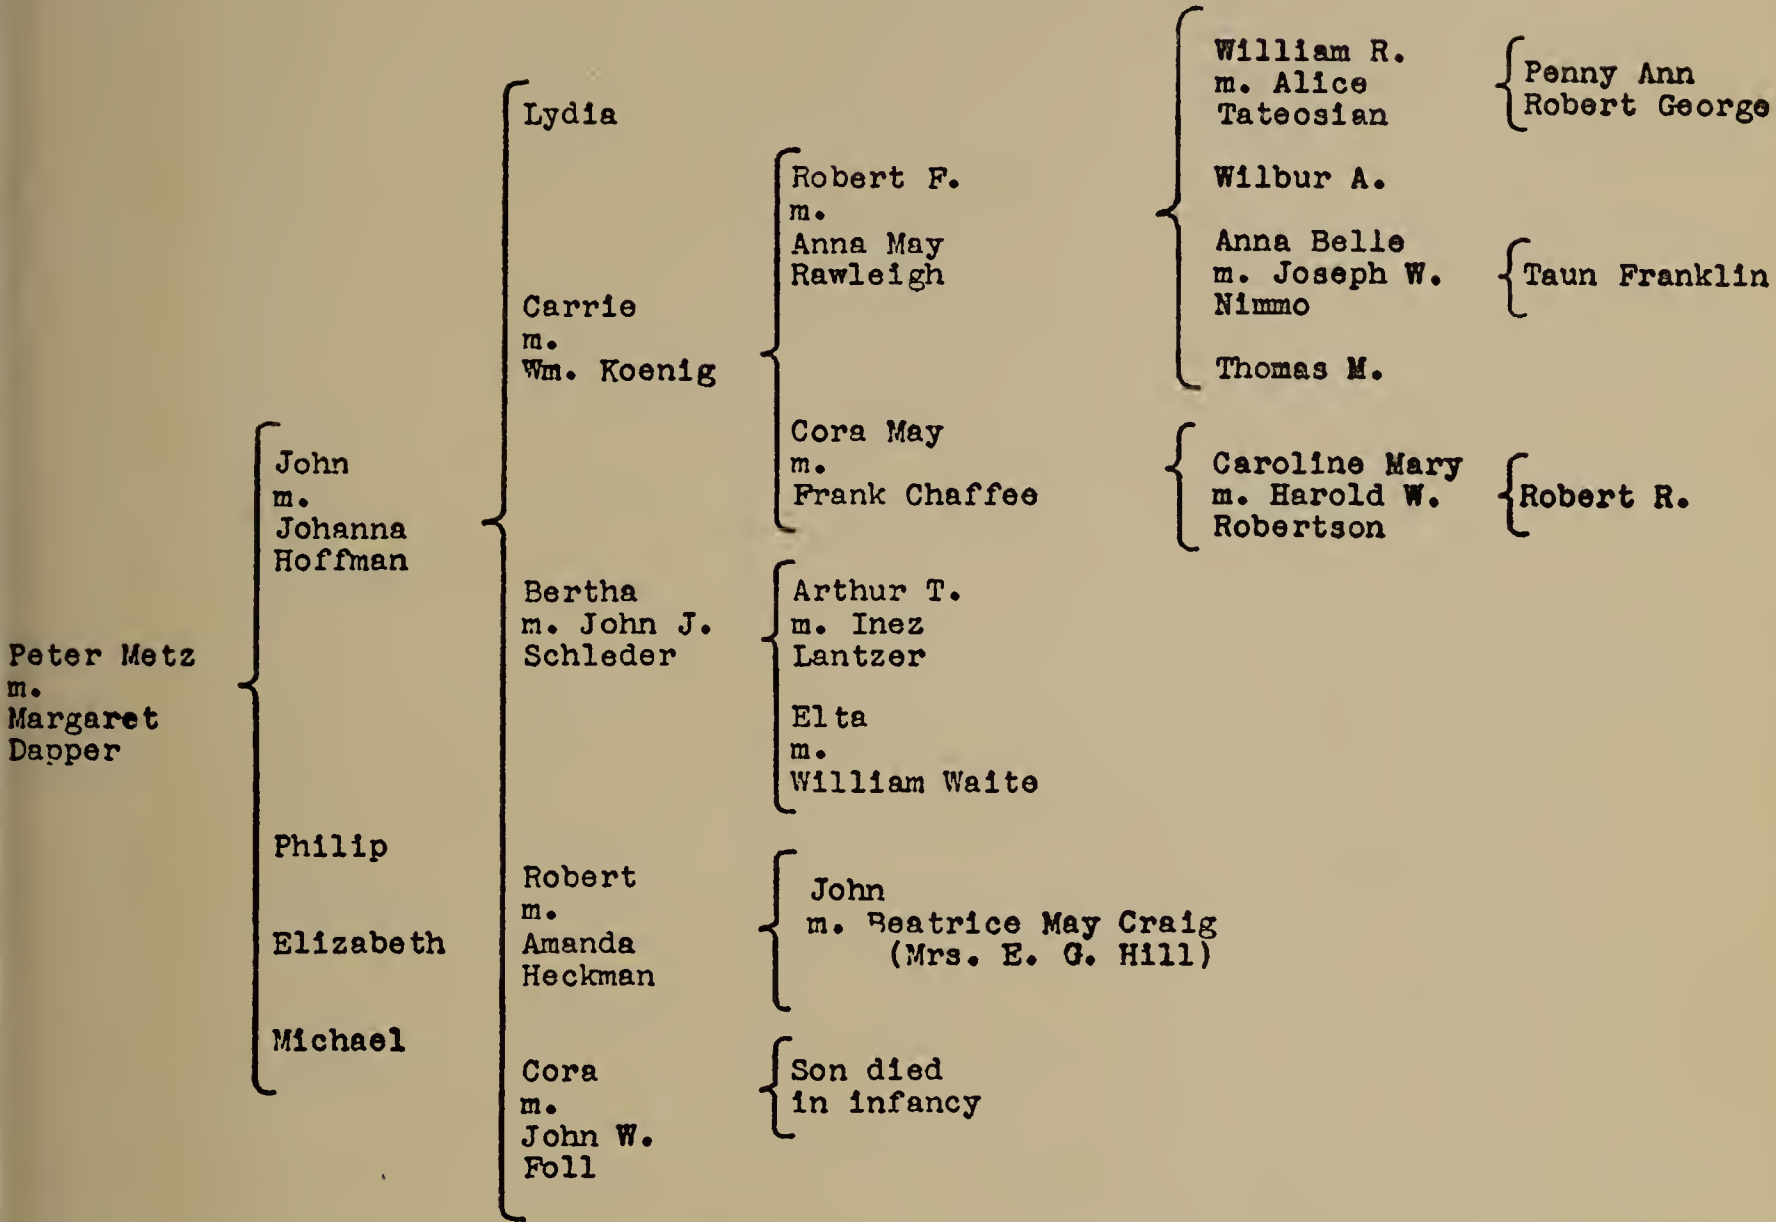 Peter Metz
m.
Margaret
Dapper
John
m.
Johanna
Hoffman
Philip
Elizabeth
Michael
Lydia
Carrie
m.
Wm. Koenig
Bertha
m. John J.
Schleder
Robert
m.
Amanda
Heckman
Cora
m.
John W.
Foll
Robert F.
m.
Anna May
Rawleigh
Cora May
m.
Frank Chaffee
Arthur T.
m. Inez
Lantzer
Elta
m.
William Waite
John
m. Beatrice May Craig
(Mrs. E. G. Hill)
Son died
in infancy
William R.
m. Alice
Tateosian
Wilbur A.
Anna Belle
m. Joseph W.
Nimmo
Thomas M.
Caroline Mary
m. Harold W.
Robertson
Penny Ann
Robert George
Taun Franklin
Robert R.